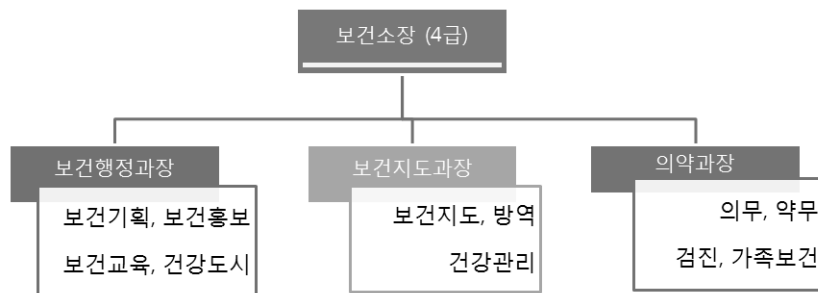 보건소장 (4급)
보건행정과장
보건기획, 보건홍보
보건교육, 건강도시
보건지도과장
보건지도, 방역
건강관리
의약과장
의무, 약무
검진, 가족보건